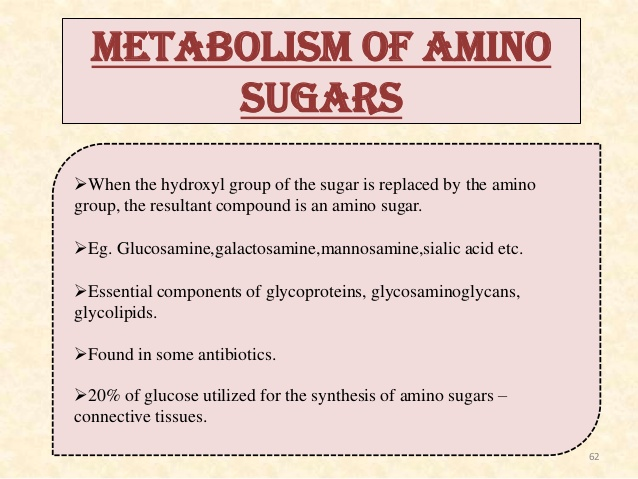 METABOLISM OF AMINO
SUGARS
➢When the hydroxyl group of the sugar is replaced by the amino
group, the resultant compound is an amino sugar.
➢Eg. Glucosamine,galactosamine,mannosamine,sialic acid etc.
➢Essential components of glycoproteins, glycosaminoglycans,
glycolipids.
➢Found in some antibiotics.
➢20% of glucose utilized for the synthesis of amino sugars –
connective tissues.
62